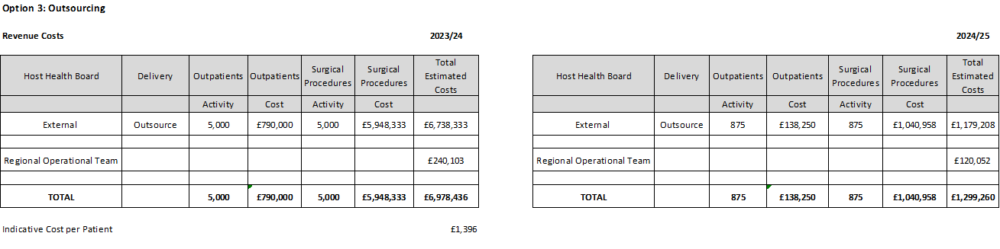 Option 3: Outsourcing
Revenue Costs 2023/24 2024/25
Host Health Board Delivery Outpatients Outpatients Surgical Procedures Surgical Procedures Total Estimated Costs
Activity Cost Activity Cost
External Outsource 5,000 £790,000 5,000 £5,948,333 £6,738,333
Regional Operational Team £240,103
TOTAL 5,000 £790,000 5,000 £5,948,333 £6,978,436
Indicative Cost per Patient £1,396
Host Health Board Delivery Outpatients Outpatients Surgical Procedures Surgical Procedures Total Estimated Costs
Activity Cost Activity Cost
External Outsource 875 £138,250 875 £1,040,958 £1,179,208
Regional Operational Team £120,052
TOTAL 875 £138,250 875 £1,040,958 £1,299,260